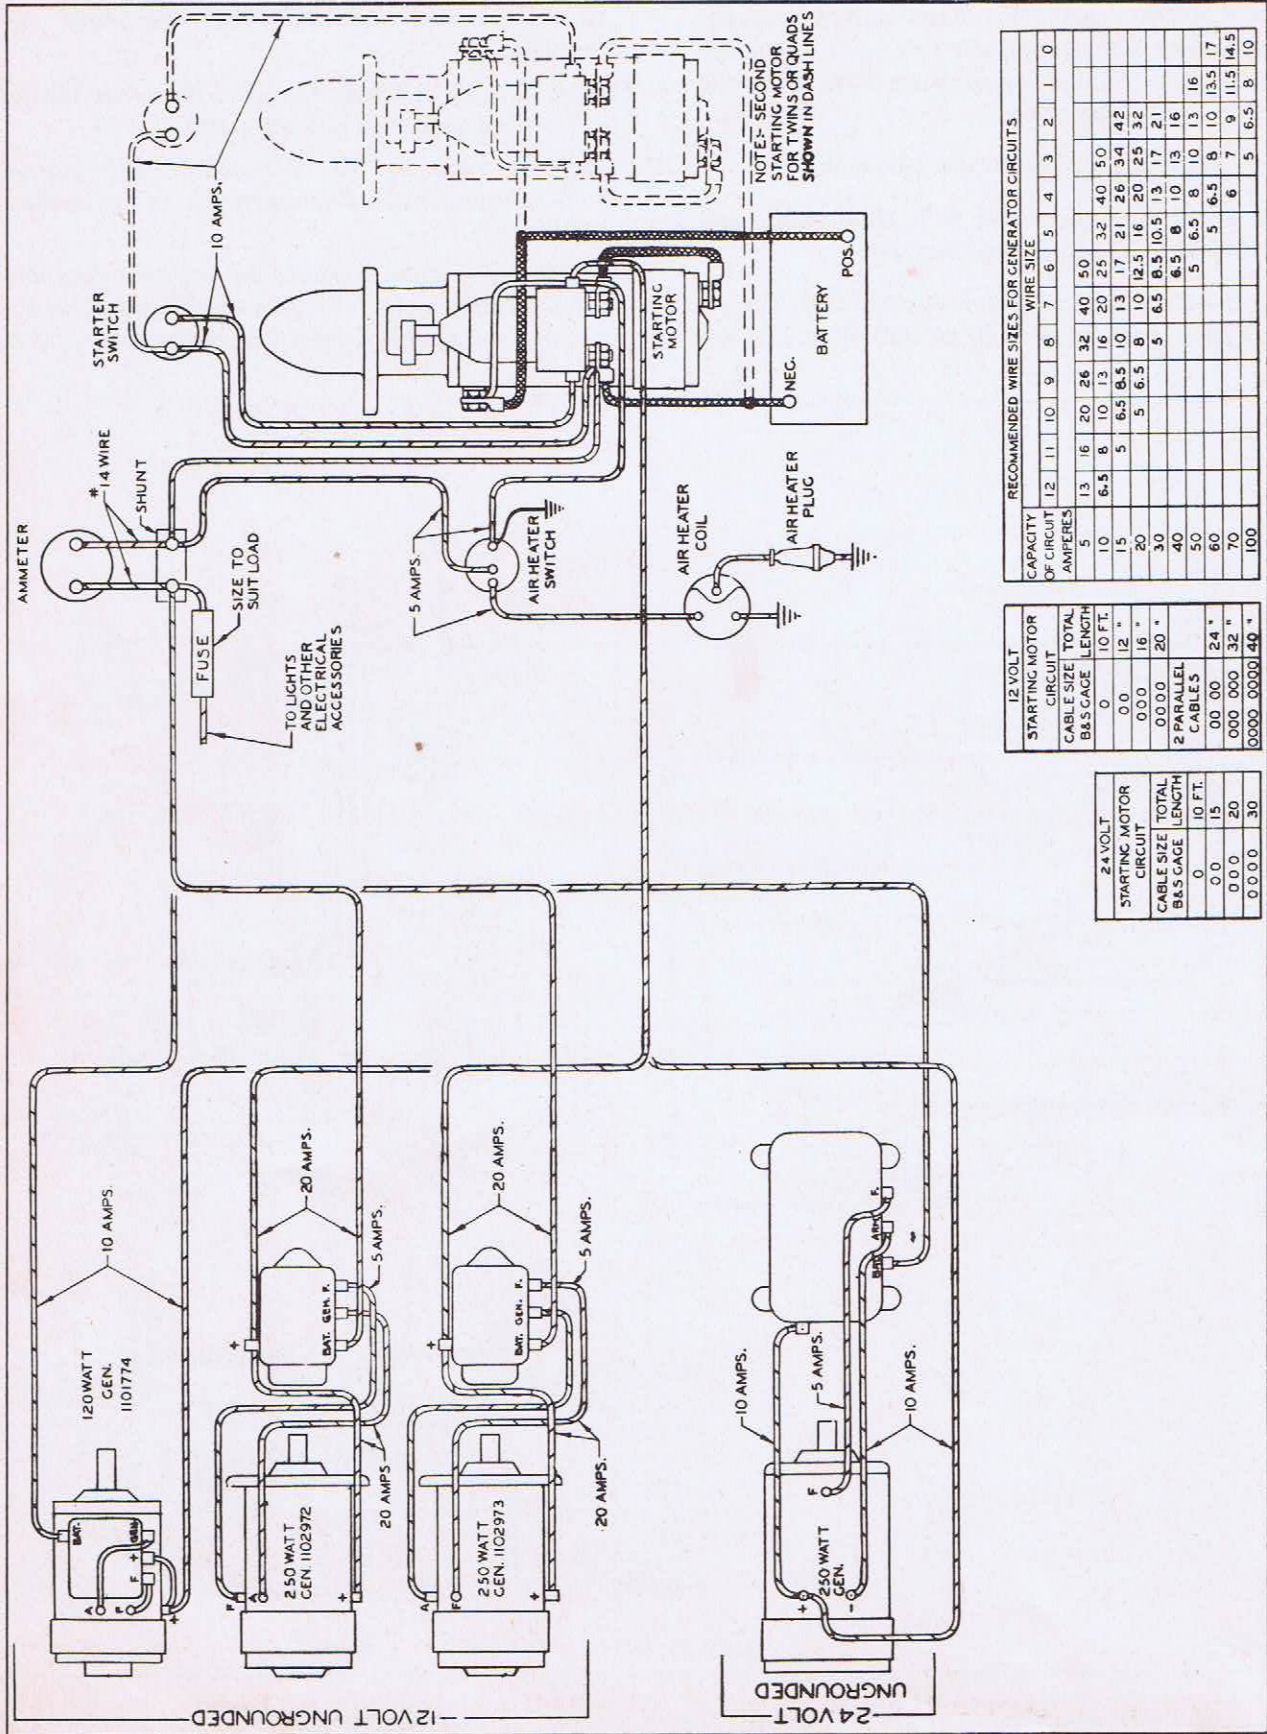 AMMETER
#14 WIRE
SHUNT
FUSE
SIZE TO
SUIT LOAD
TO LIGHTS
AND OTHER
ELECTRICAL
ACCESSORIES
STARTER
SWITCH
10 AMPS.
5 AMPS.
AIR HEATER
SWITCH
AIR HEATER
COIL
AIR HEATER
PLUG
STARTING
MOTOR
NEG.
BATTERY
POS.
NOTE:- SECOND
STARTING MOTOR
FOR TWINS OR QUADS
SHOWN IN DASH LINES
12 VOLT UNGROUNDED
120 WATT
GEN.
1101774
BAT.
GEN.
+
F
A
F
+
10 AMPS.
250 WATT
GEN. 1102972
F
A
+
+
BAT. GEN. F.
20 AMPS.
5 AMPS.
20 AMPS
250 WATT
GEN. 1102973
A
F
+
+
BAT. GEN. F.
20 AMPS.
5 AMPS.
20 AMPS.
24 VOLT
UNGROUNDED
250 WATT
GEN.
F
+
-
BAT. ARM. F.
10 AMPS.
5 AMPS.
10 AMPS.
24 VOLT
STARTING MOTOR
CIRCUIT
CABLE SIZE TOTAL
B&S GAGE LENGTH
0 10 FT.
00 15
000 20
0000 30
12 VOLT
STARTING MOTOR
CIRCUIT
CABLE SIZE TOTAL
B&S GAGE LENGTH
0 10 FT.
00 12 "
000 16 "
0000 20 "
2 PARALLEL
CABLES
00 00 24 "
000 000 32 "
0000 0000 40 "
RECOMMENDED WIRE SIZES FOR GENERATOR CIRCUITS
CAPACITY
OF CIRCUIT
AMPERES
WIRE SIZE
12 11 10 9 8 7 6 5 4 3 2 1 0
5 13 16 20 26 32 40 50
10 6.5 8 10 13 16 20 25 32 40 50
15 5 6.5 8.5 10 13 17 21 26 34 42
20 5 6.5 8 10 12.5 16 20 25 32
30 5 6.5 8.5 10.5 13 17 21
40 6.5 8 10 13 16
50 5 6.5 8 10 13 16
60 5 6.5 8 10 13.5 17
70 6 7 9 11.5 14.5
100 5 6.5 8 10